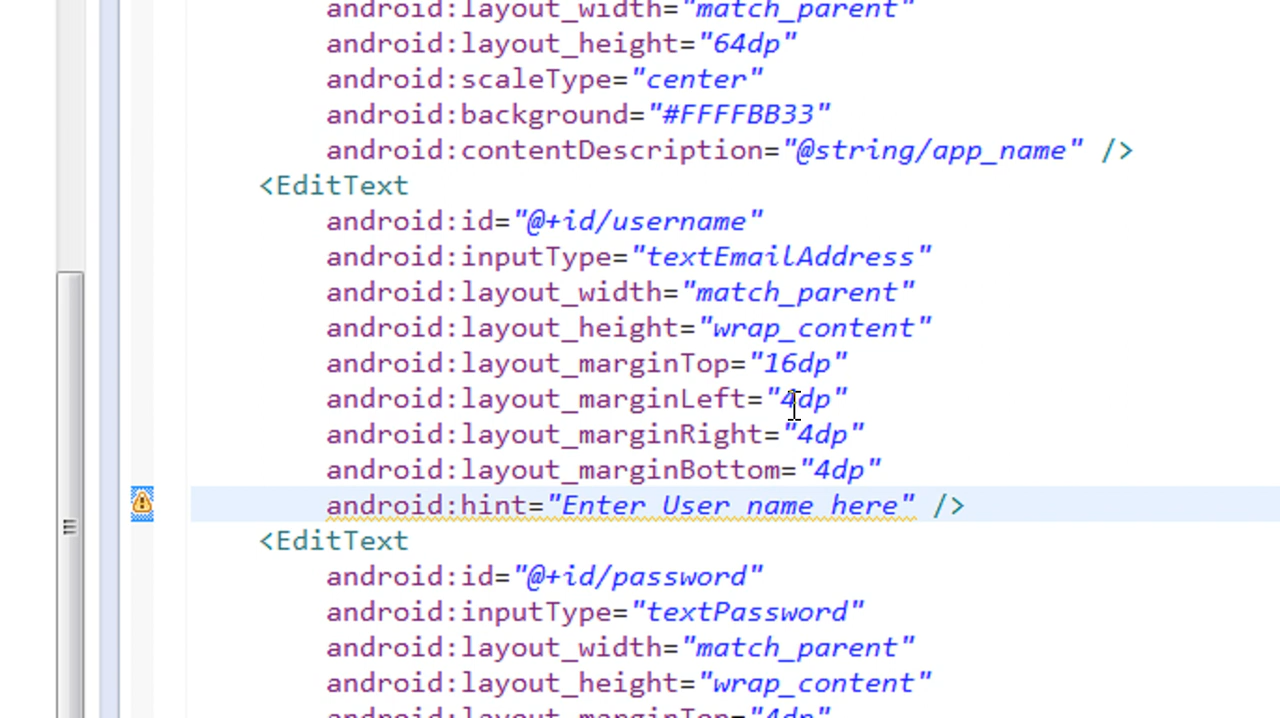 android:layout_width="match_parent"
android:layout_height="64dp"
android:scaleType="center"
android:background="#FFFFBB33"
android:contentDescription="@string/app_name" />
<EditText
android:id="@+id/username"
android:inputType="textEmailAddress"
android:layout_width="match_parent"
android:layout_height="wrap_content"
android:layout_marginTop="16dp"
android:layout_marginLeft="4dp"
android:layout_marginRight="4dp"
android:layout_marginBottom="4dp"
android:hint="Enter User name here" />
<EditText
android:id="@+id/password"
android:inputType="textPassword"
android:layout_width="match_parent"
android:layout_height="wrap_content"
android:layout_marginTop="4dp"